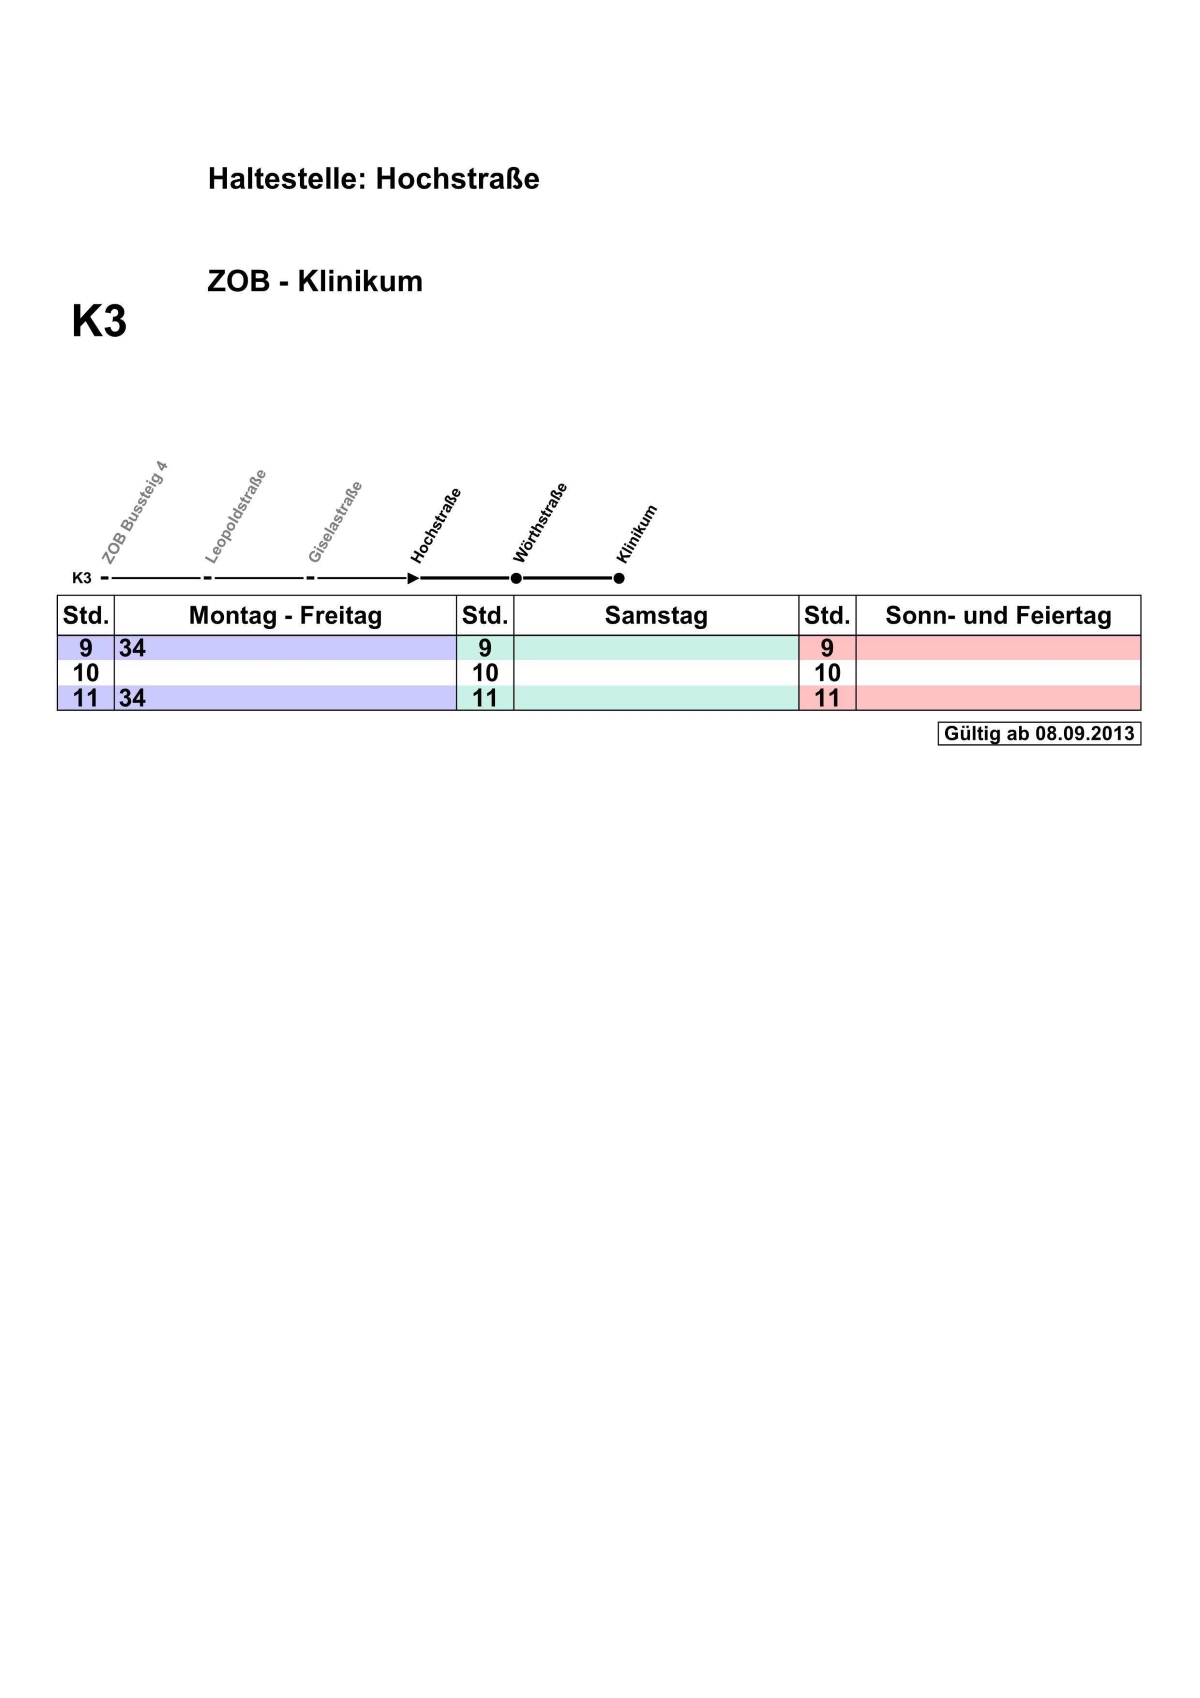 Haltestelle: Hochstraße
ZOB - Klinikum
K3
ZOB Bussteig 4
Leopoldstraße
Giselastraße
Hochstraße
Wörthstraße
Klinikum
K3
Std. Montag - Freitag Std. Samstag Std. Sonn- und Feiertag
9 34 9 9
10 10 10
11 34 11 11
Gültig ab 08.09.2013